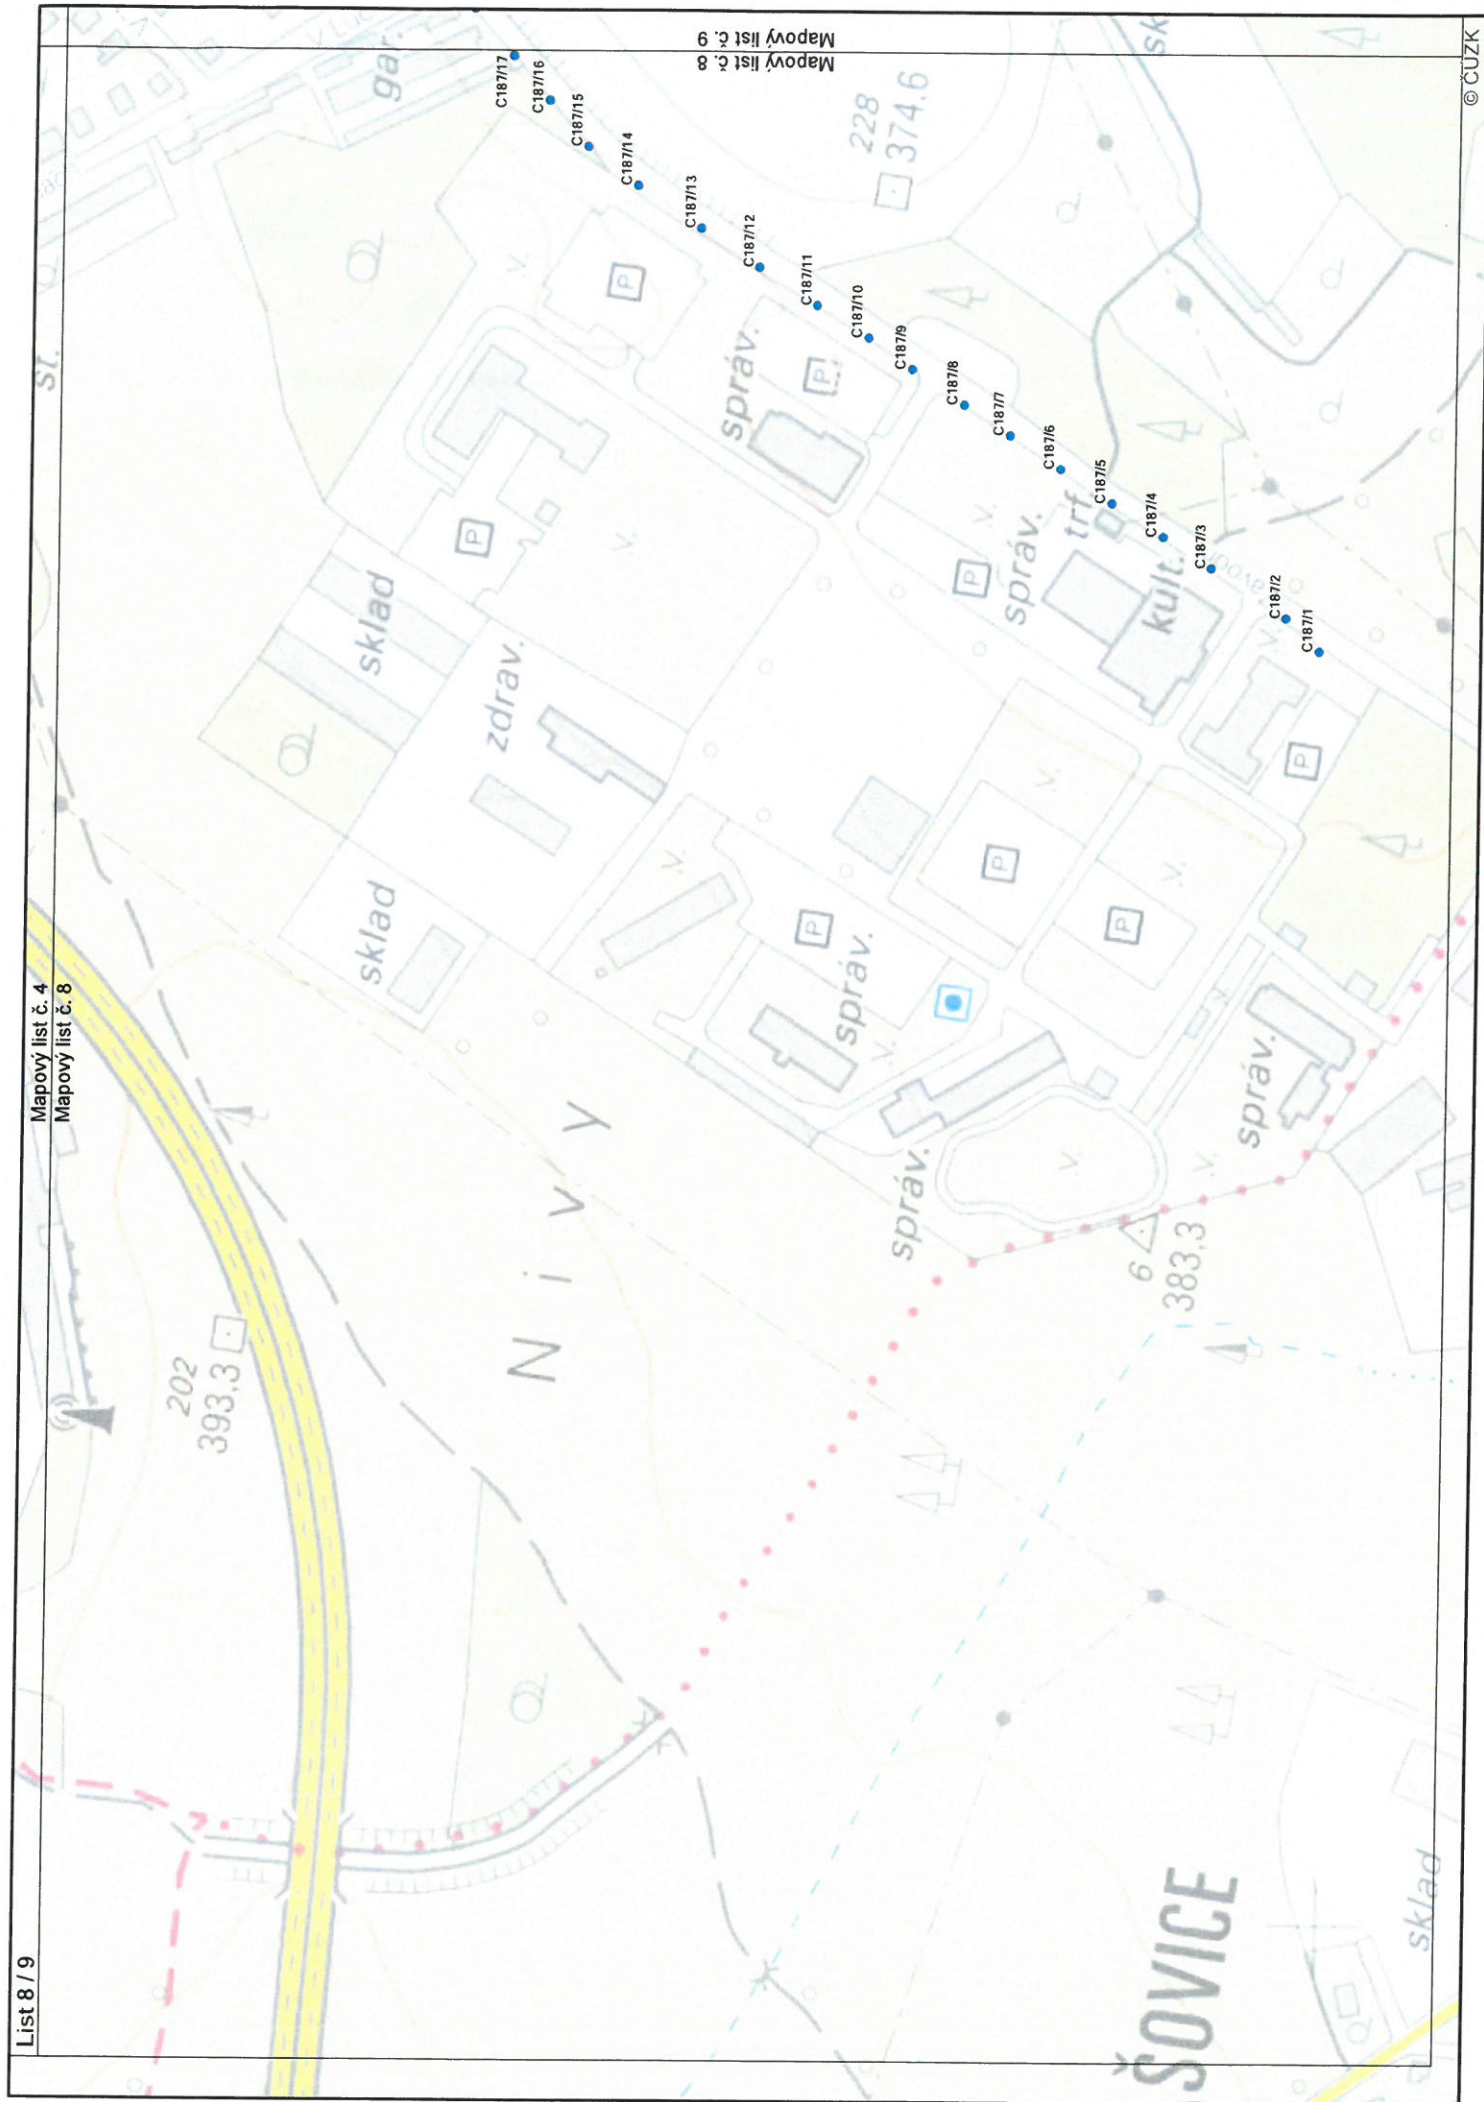 List 8 / 9
Mapový list č. 4
Mapový list č. 8
Mapový list č. 9
Mapový list č. 8
st.
gar.
C187/17
C187/16
C187/15
C187/14
C187/13
C187/12
C187/11
C187/10
C187/9
C187/8
C187/7
C187/6
C187/5
C187/4
C187/3
C187/2
C187/1
228
374.6
sk
P
správ.
P
P
sklad
v.
zdrav.
v.
správ.
P
trf.
kult.
v.
v.
P
v.
P
v.
P
sklad
v.
P
správ.
v.
správ.
v.
v.
v.
správ.
Nivy
6
383,3
202
393,3
ŠOVICE
sklad
© ČÚZK